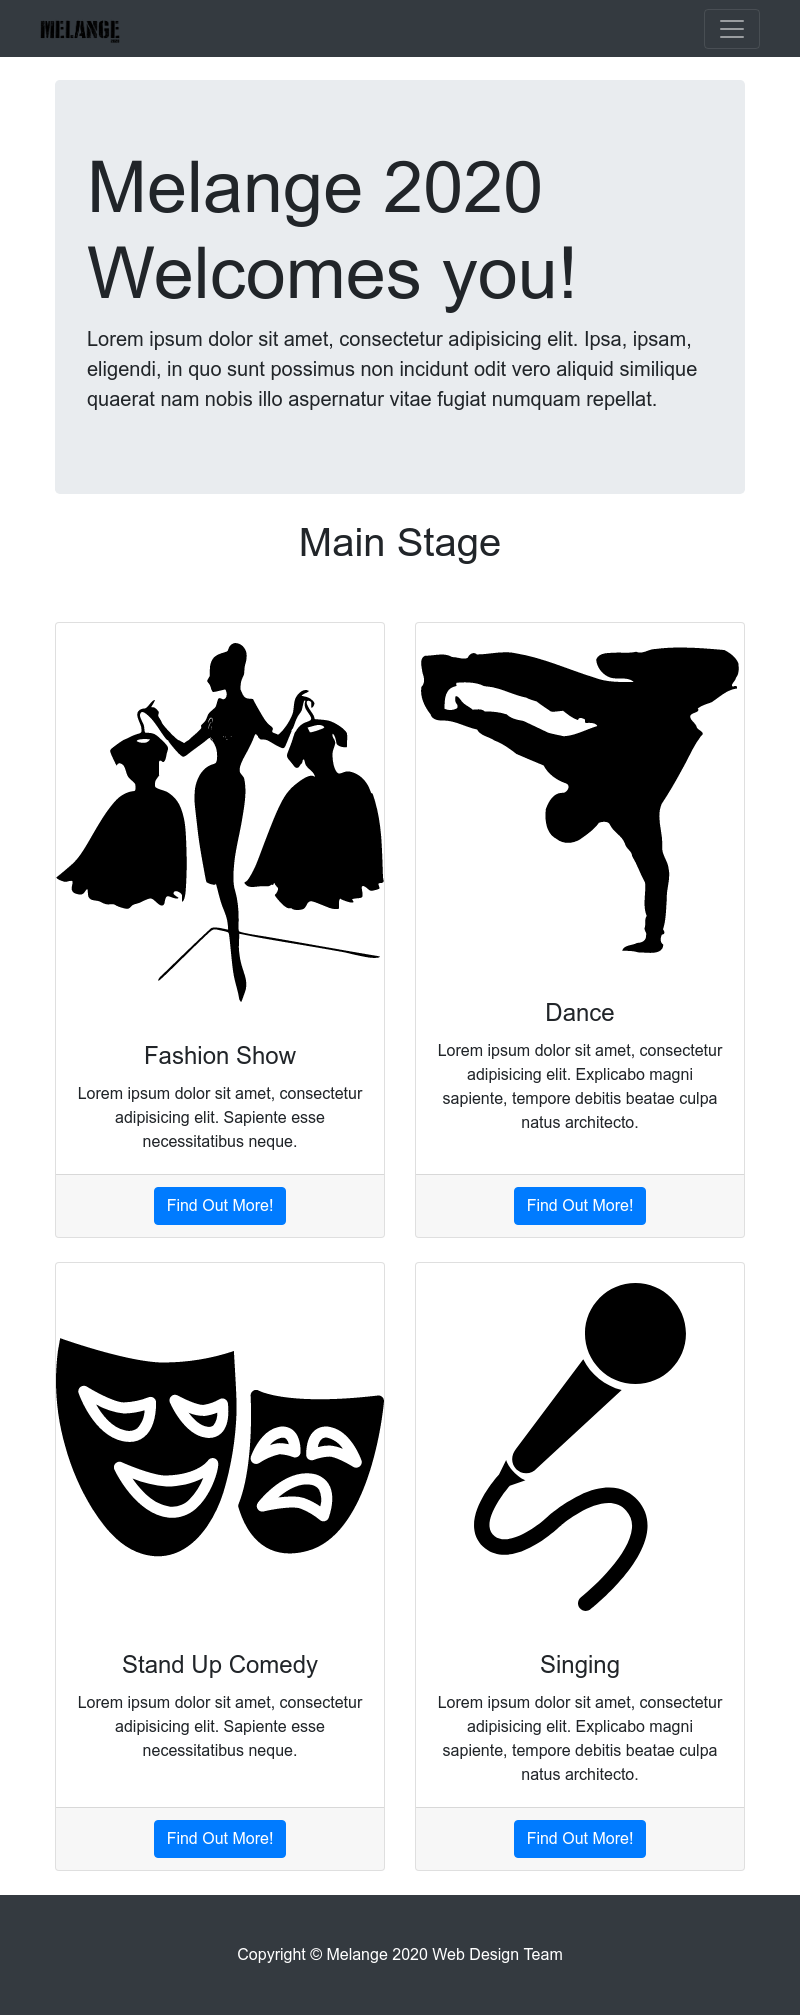 MELANGE
Melange 2020
Welcomes you!
Lorem ipsum dolor sit amet, consectetur adipisicing elit. Ipsa, ipsam,
eligendi, in quo sunt possimus non incidunt odit vero aliquid similique
quaerat nam nobis illo aspernatur vitae fugiat numquam repellat.
Main Stage
Fashion Show
Lorem ipsum dolor sit amet, consectetur
adipisicing elit. Sapiente esse
necessitatibus neque.
Find Out More!
Dance
Lorem ipsum dolor sit amet, consectetur
adipisicing elit. Explicabo magni
sapiente, tempore debitis beatae culpa
natus architecto.
Find Out More!
Stand Up Comedy
Lorem ipsum dolor sit amet, consectetur
adipisicing elit. Sapiente esse
necessitatibus neque.
Find Out More!
Singing
Lorem ipsum dolor sit amet, consectetur
adipisicing elit. Explicabo magni
sapiente, tempore debitis beatae culpa
natus architecto.
Find Out More!
Copyright © Melange 2020 Web Design Team